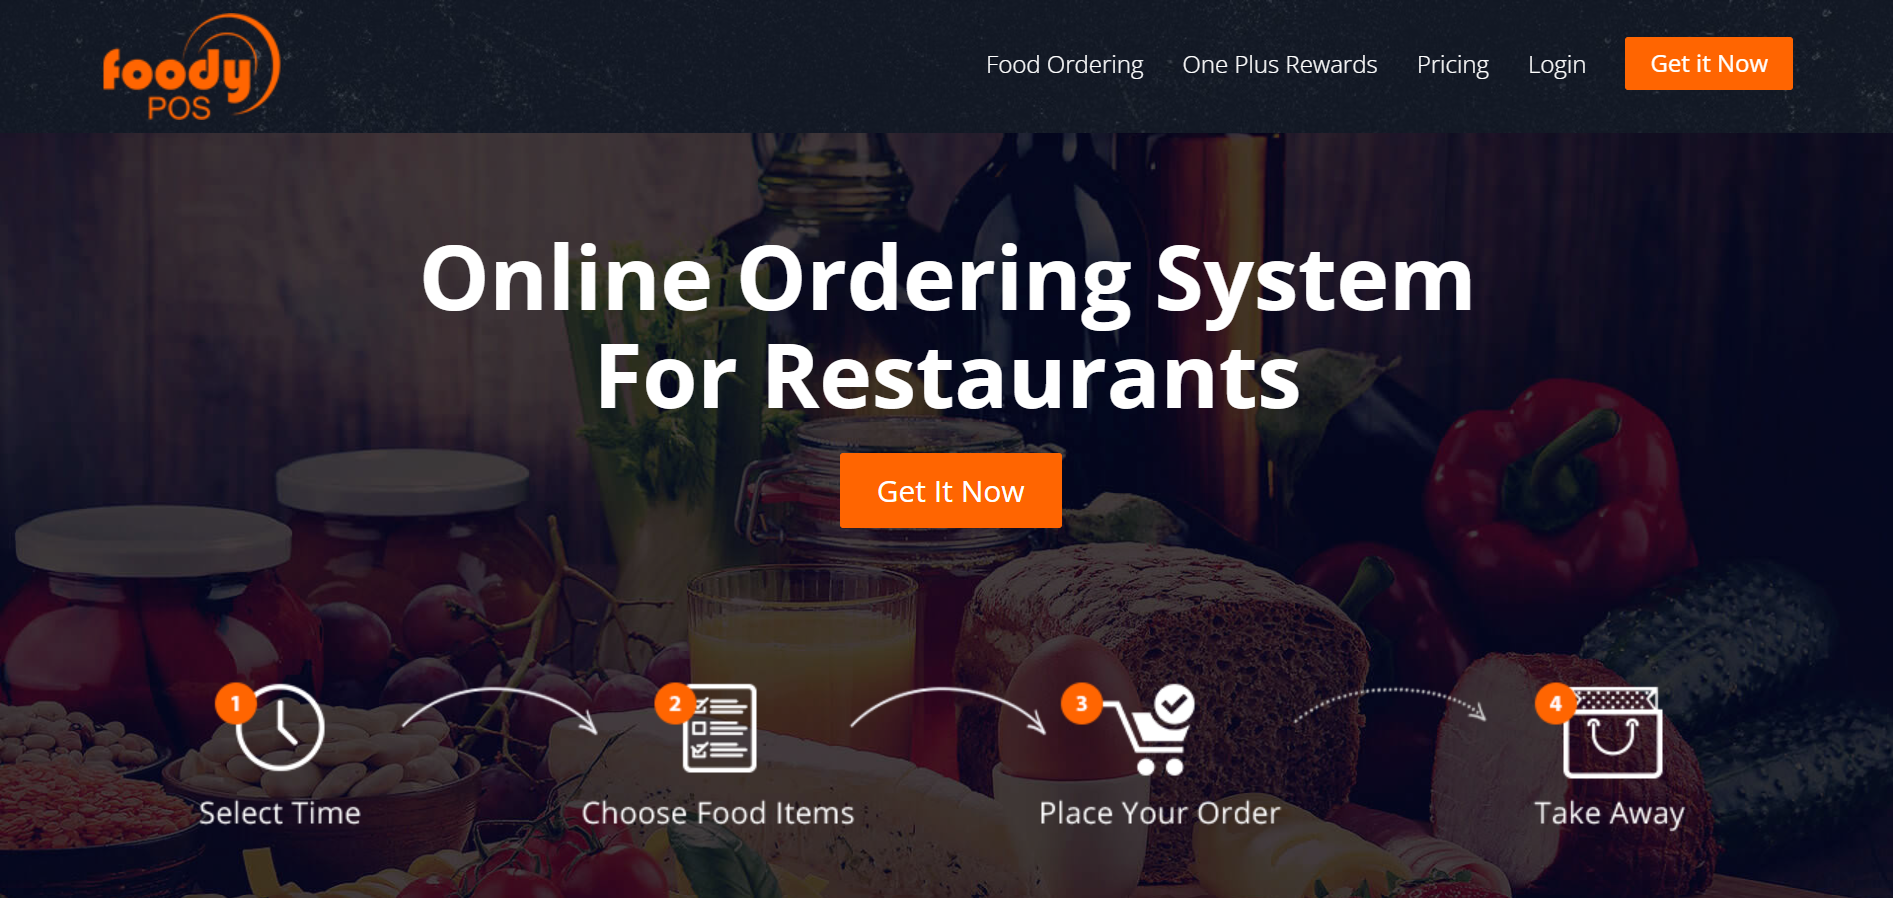 foody
POS
Food Ordering
One Plus Rewards
Pricing
Login
Get it Now
Online Ordering System
For Restaurants
Get It Now
1
2
3
4
Select Time
Choose Food Items
Place Your Order
Take Away